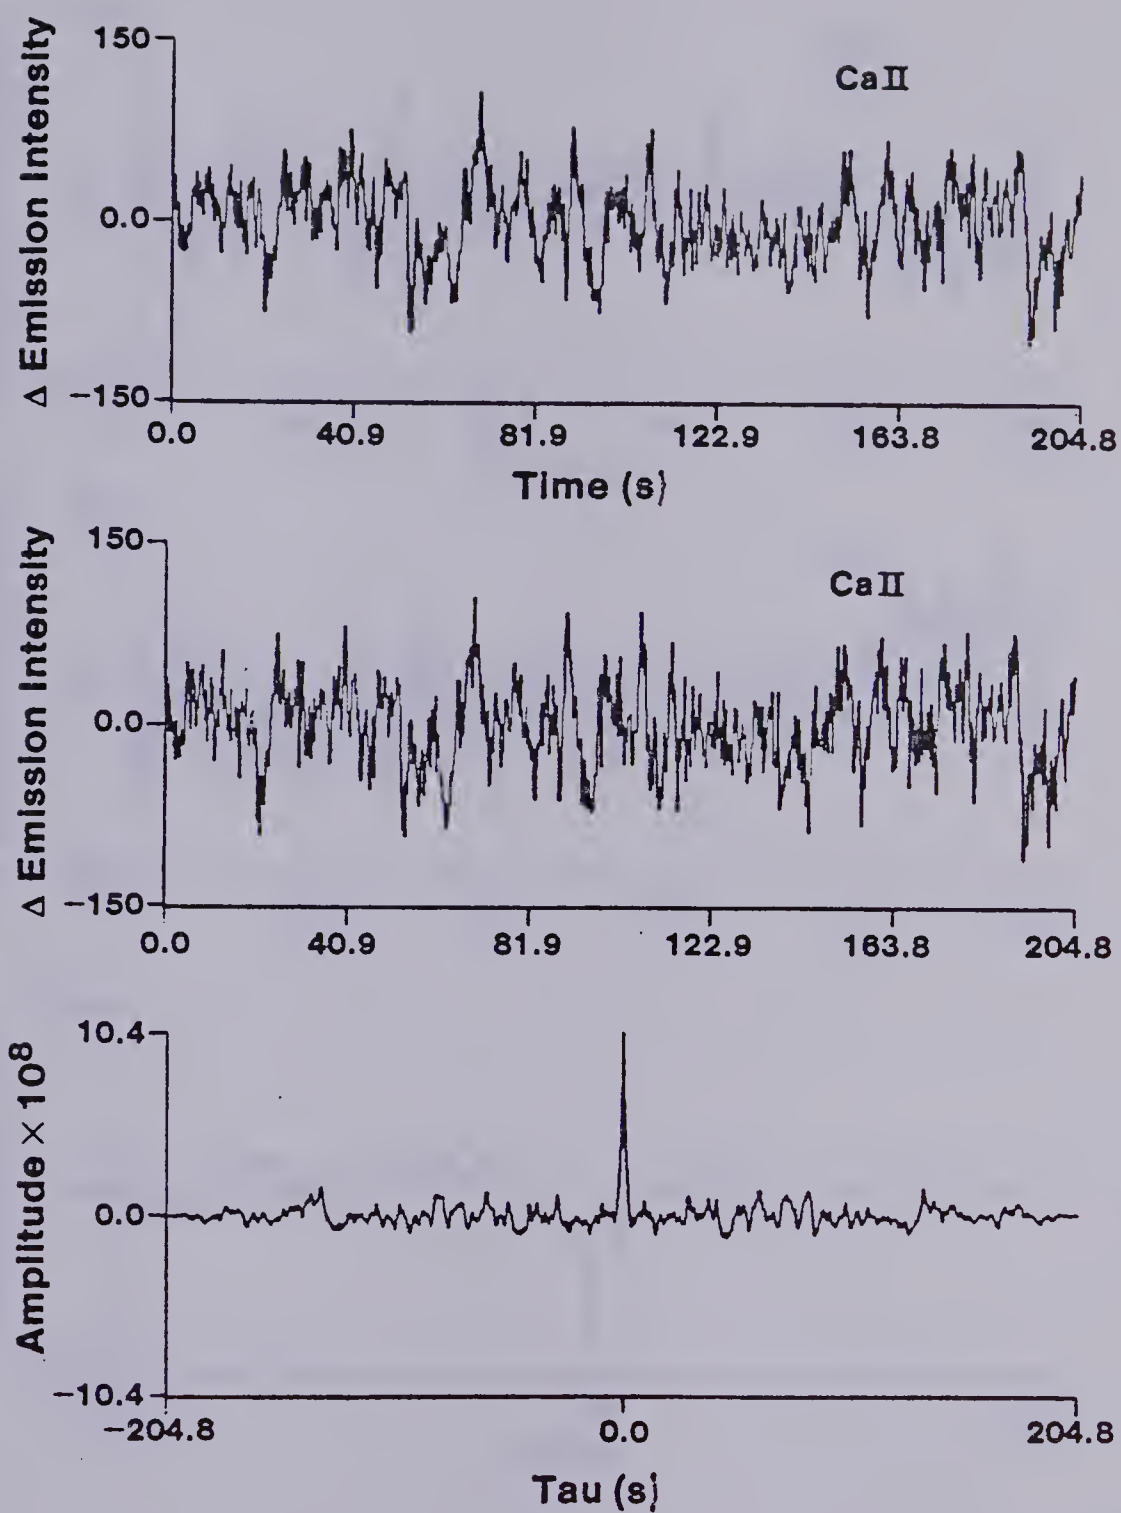 Δ Emission Intensity
150
0.0
−150
Ca II
0.0 40.9 81.9 122.9 163.8 204.8
Time (s)
Δ Emission Intensity
150
0.0
−150
Ca II
0.0 40.9 81.9 122.9 163.8 204.8
Amplitude × 10⁸
10.4
0.0
−10.4
−204.8 0.0 204.8
Tau (s)